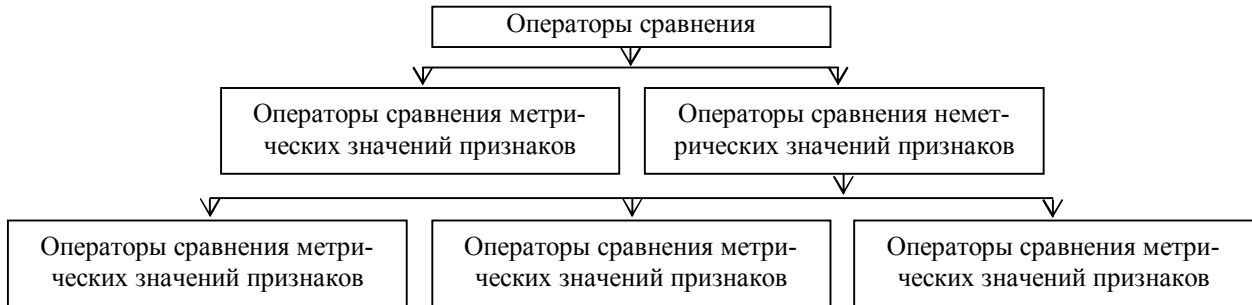 Операторы сравнения
Операторы сравнения метри-
ческих значений признаков
Операторы сравнения немет-
рических значений признаков
Операторы сравнения метри-
ческих значений признаков
Операторы сравнения метри-
ческих значений признаков
Операторы сравнения метри-
ческих значений признаков